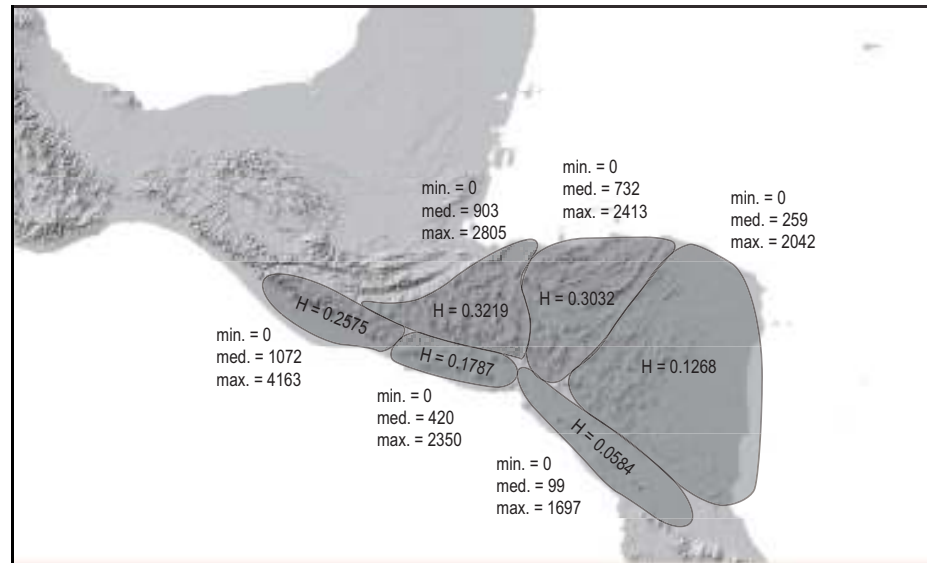 min. = 0
med. = 732
max. = 2413
min. = 0
med. = 903
max. = 2805
min. = 0
med. = 259
max. = 2042
H = 0.2575
H = 0.3219
H = 0.3032
H = 0.1787
H = 0.1268
H = 0.0584
min. = 0
med. = 1072
max. = 4163
min. = 0
med. = 420
max. = 2350
min. = 0
med. = 99
max. = 1697